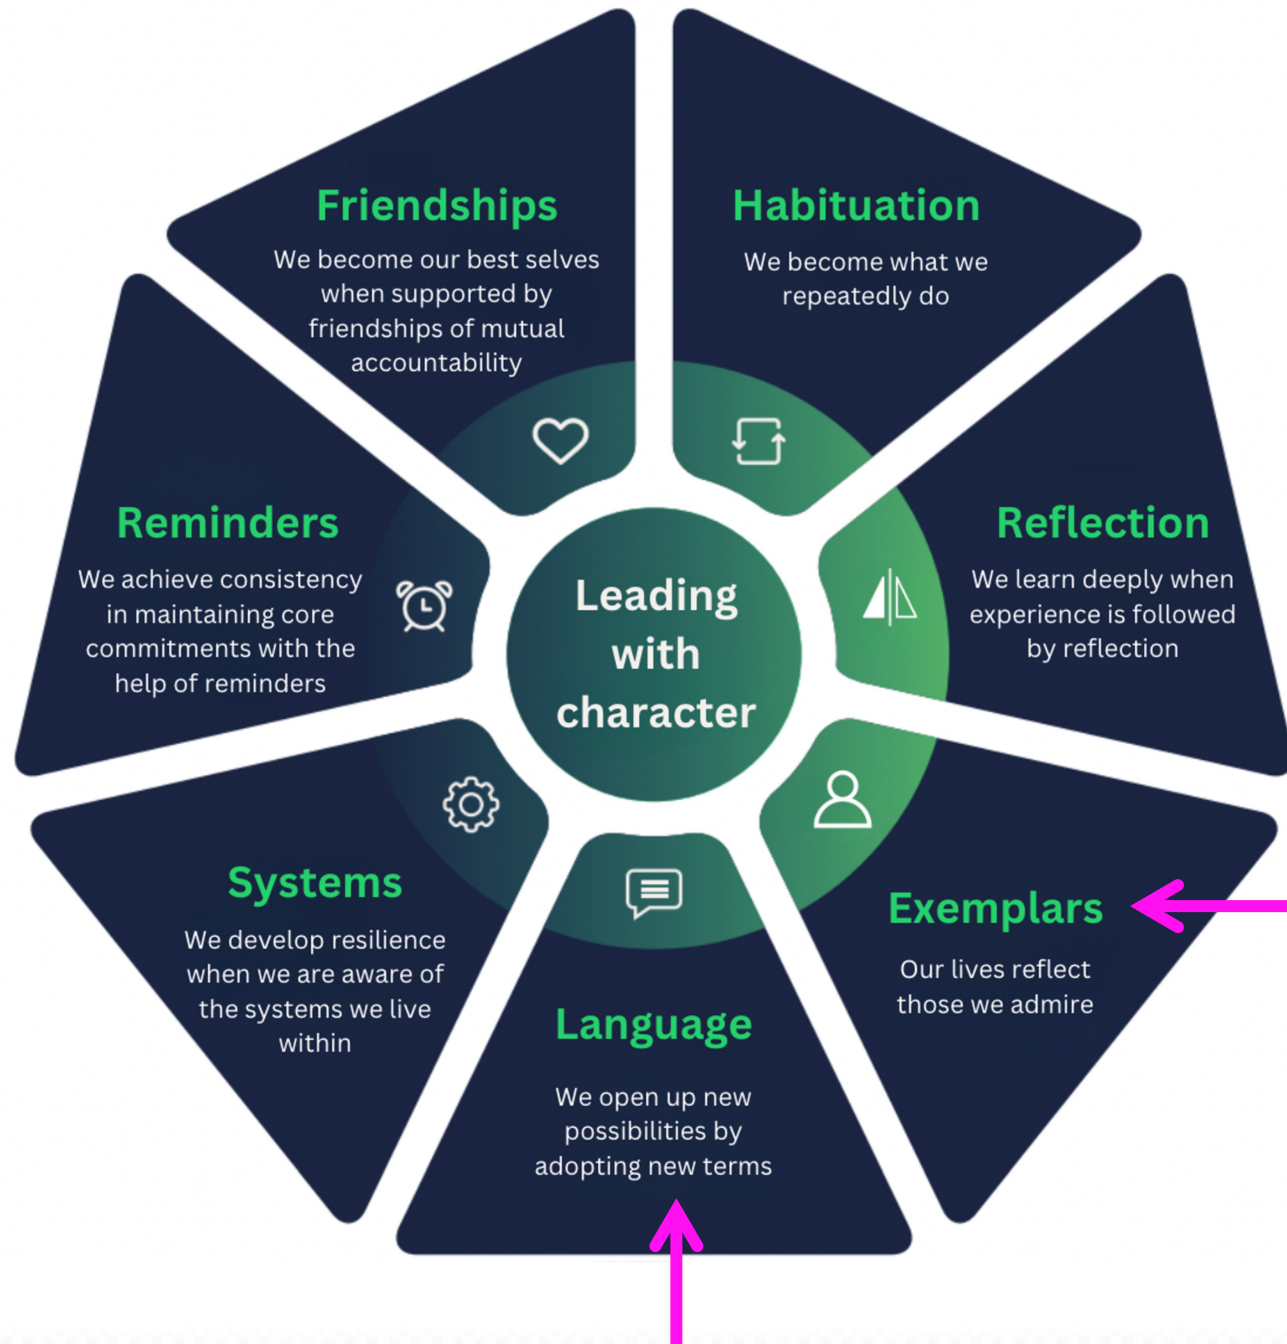 Friendships
We become our best selves
when supported by
friendships of mutual
accountability
Habituation
We become what we
repeatedly do
Reminders
We achieve consistency
in maintaining core
commitments with the
help of reminders
Leading
with
character
Reflection
We learn deeply when
experience is followed
by reflection
Systems
We develop resilience
when we are aware of
the systems we live
within
Language
We open up new
possibilities by
adopting new terms
Exemplars
Our lives reflect
those we admire